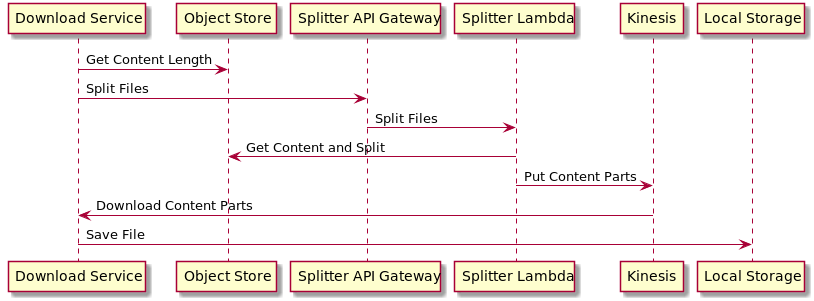 Download Service Object Store Splitter API Gateway Splitter Lambda Kinesis Local Storage
Get Content Length
Split Files
Split Files
Get Content and Split
Put Content Parts
Download Content Parts
Save File
Download Service Object Store Splitter API Gateway Splitter Lambda Kinesis Local Storage